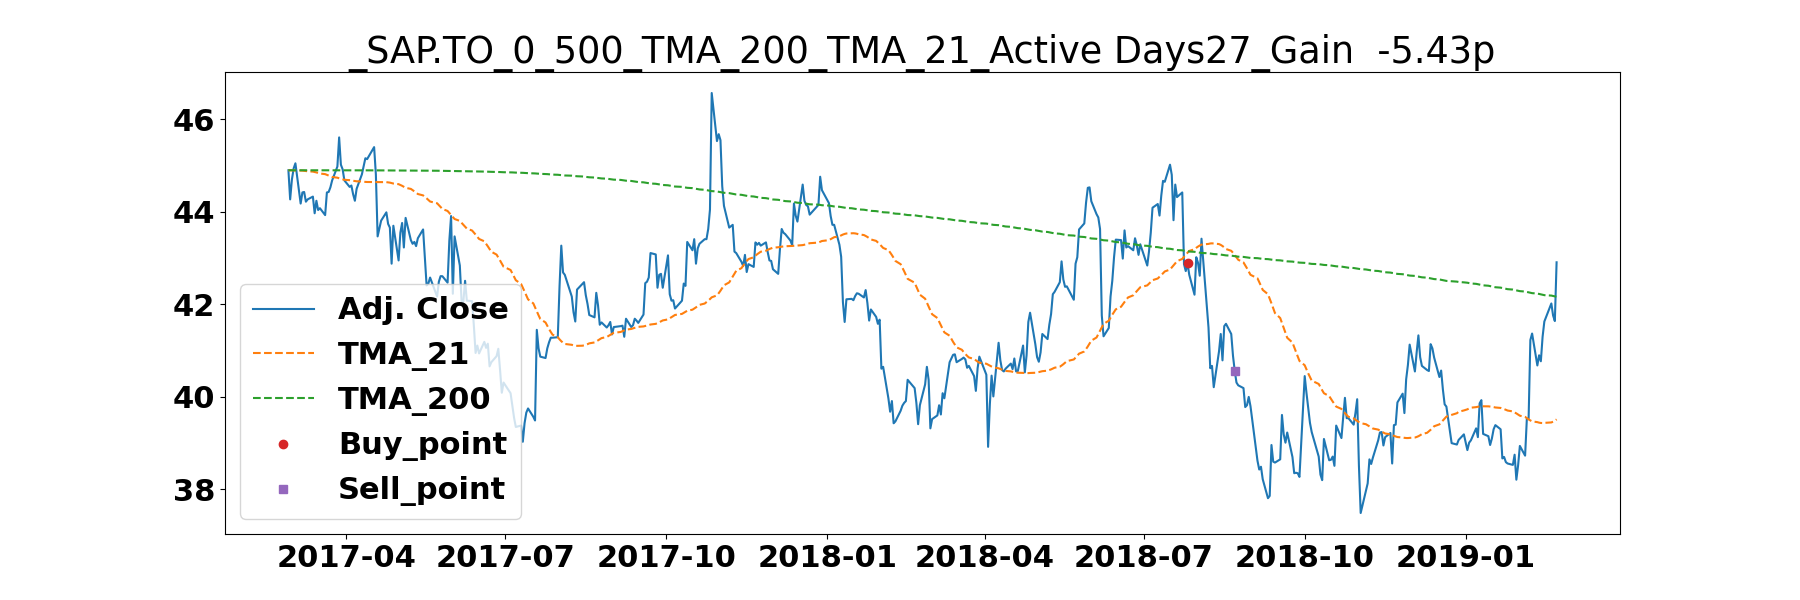 _SAP.TO_0_500_TMA_200_TMA_21_Active Days27_Gain  -5.43p
46
44
42
40
38
Adj. Close
TMA_21
TMA_200
Buy_point
Sell_point
2017-04 2017-07 2017-10 2018-01 2018-04 2018-07 2018-10 2019-01